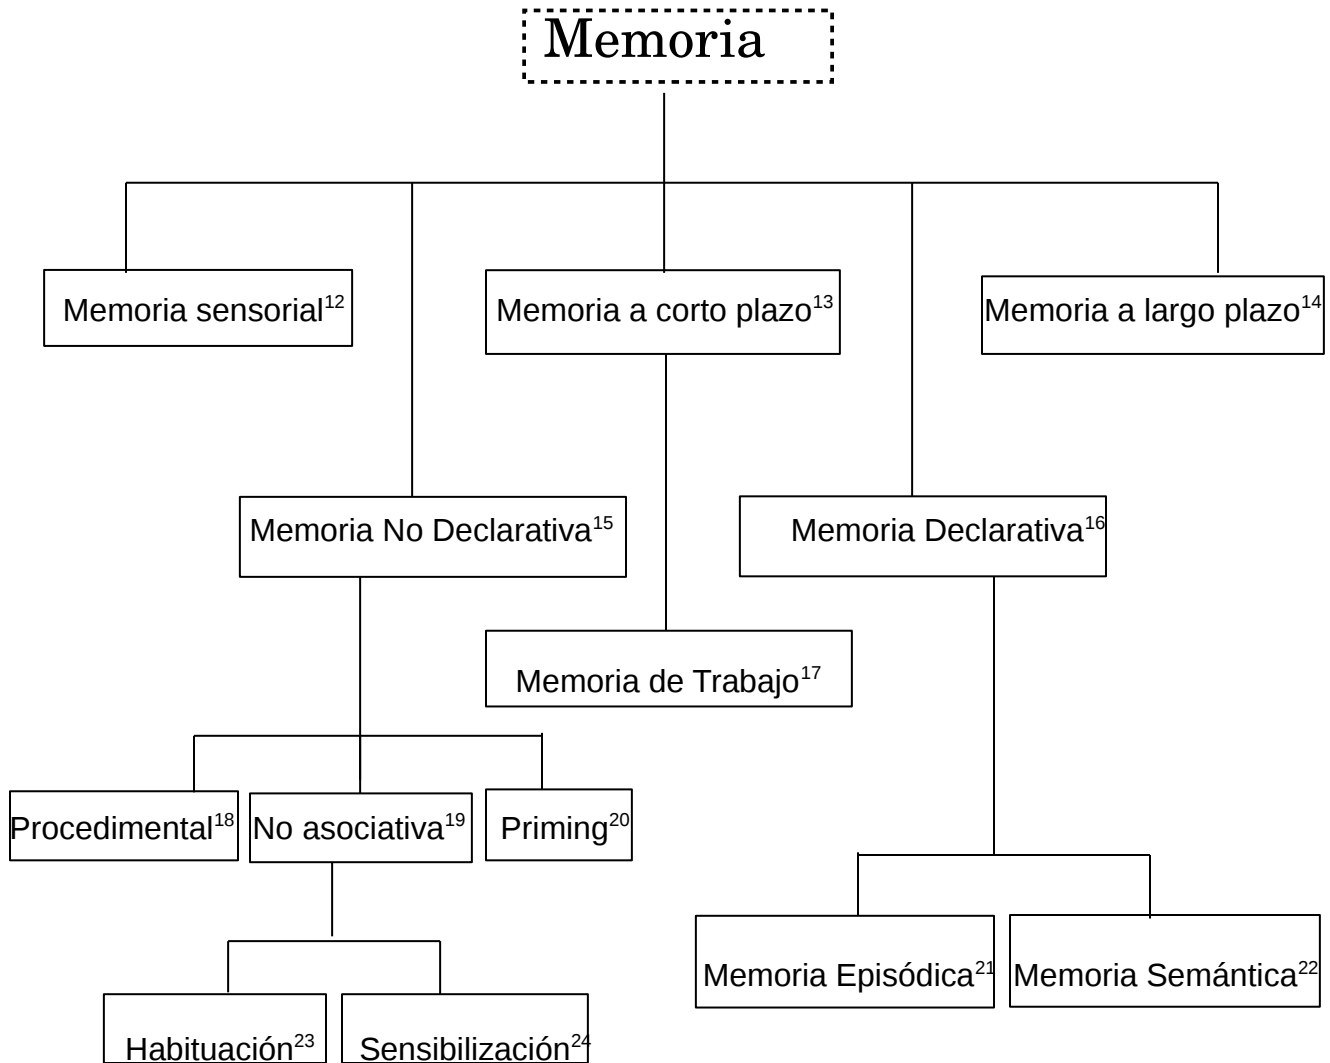 Memoria
Memoria sensorial12
Memoria a corto plazo13
Memoria a largo plazo14
Memoria No Declarativa15
Memoria Declarativa16
Memoria de Trabajo17
Procedimental18
No asociativa19
Priming20
Memoria Episódica21
Memoria Semántica22
Habituación23
Sensibilización24